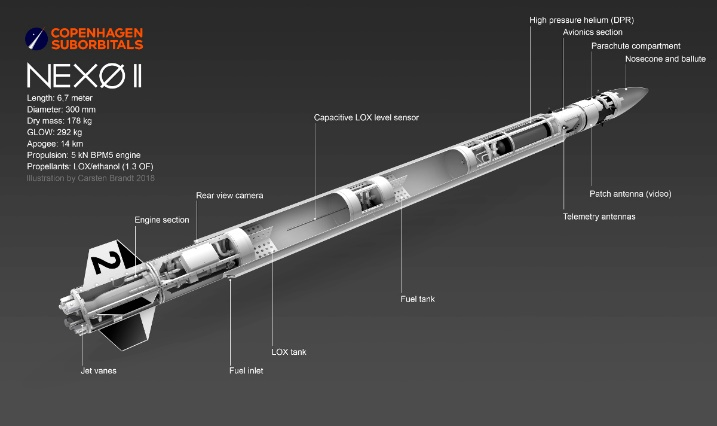 COPENHAGEN
SUBORBITALS
NEXØ II
Length: 6,7 meter
Diameter: 300 mm
Dry mass: 178 kg
GLOW: 292 kg
Apogee: 14 km
Propulsion: 5 kN BPM5 engine
Propellants: LOX/ethanol (1.3 OF)
Illustration by Carsten Brandt 2018
High pressure helium (DPR)
Avionics section
Parachute compartment
Nosecone and ballute
Capacitive LOX level sensor
Rear view camera
Engine section
Patch antenna (video)
Telemetry antennas
Fuel tank
LOX tank
Jet vanes
Fuel inlet
2